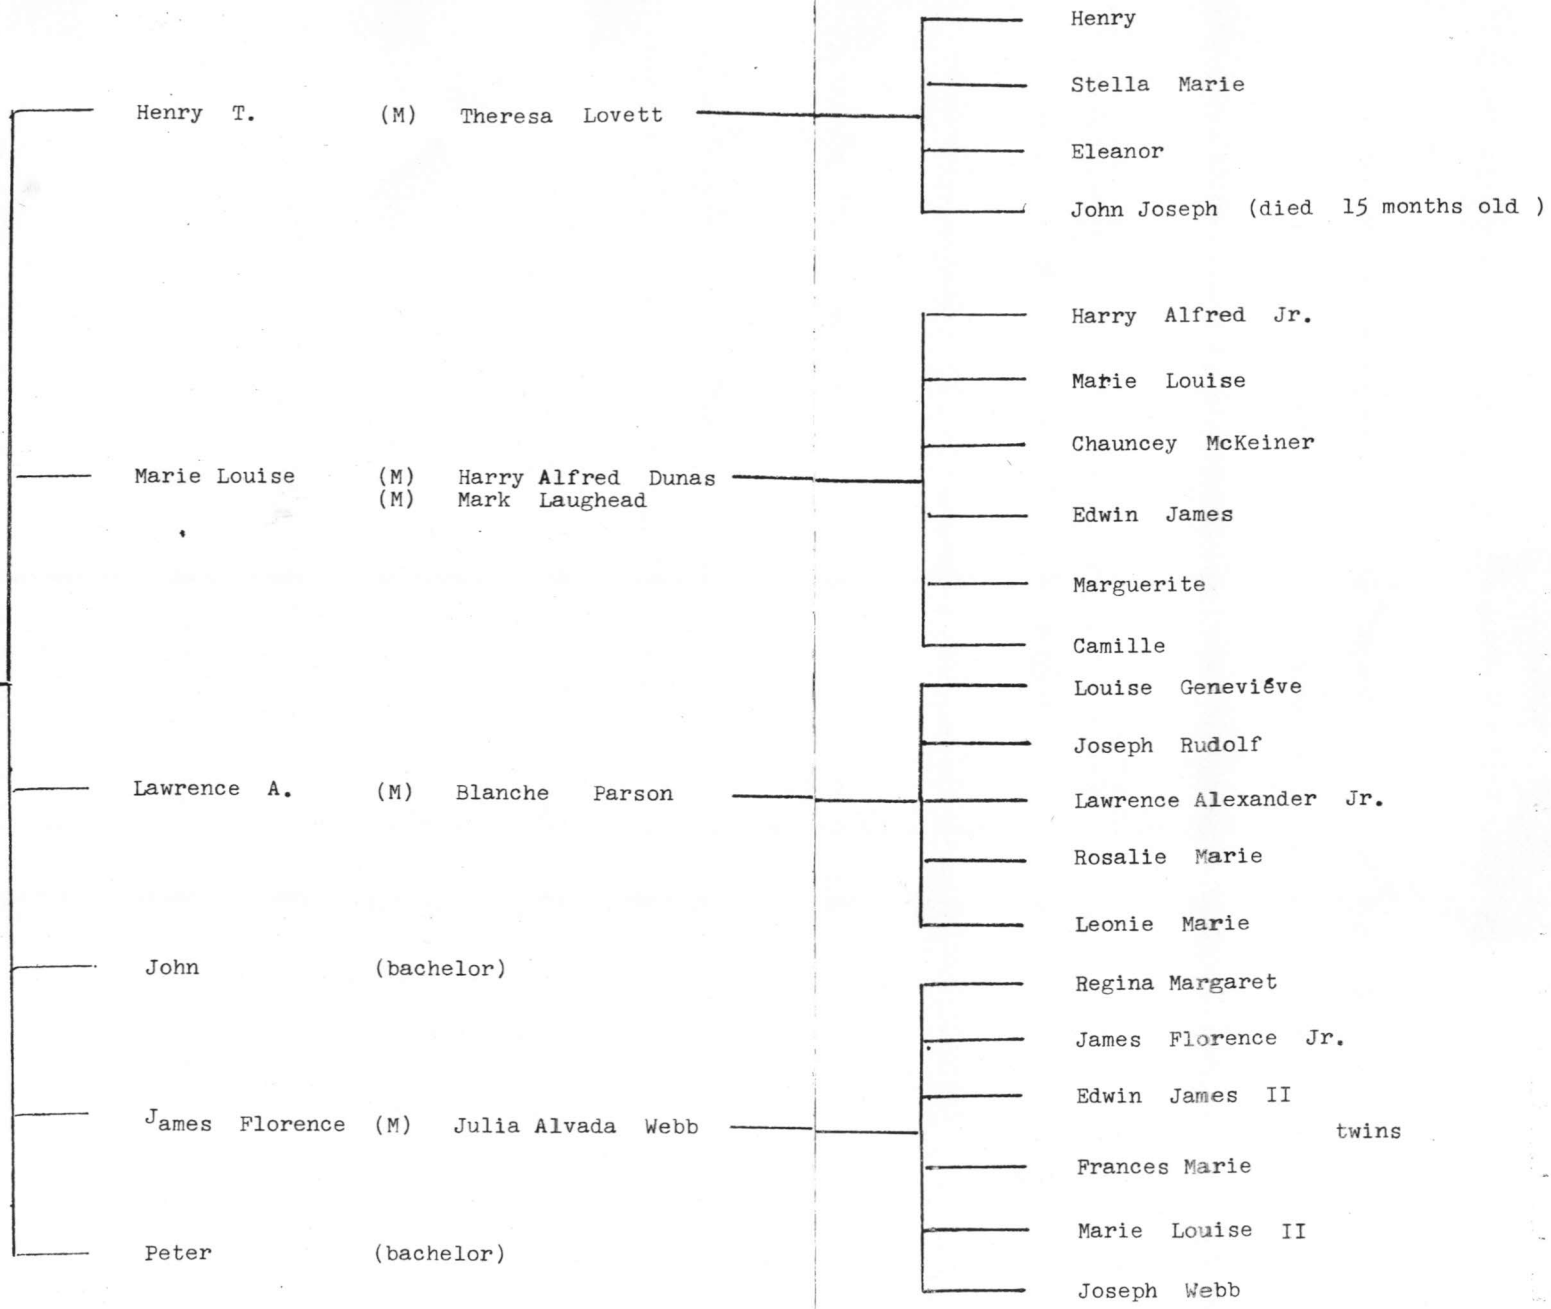 Henry
Stella Marie
Henry T. (M) Theresa Lovett
Eleanor
John Joseph (died 15 months old )
Harry Alfred Jr.
Marie Louise
Chauncey McKeiner
Marie Louise (M) Harry Alfred Dunas
(M) Mark Laughead
Edwin James
Marguerite
Camille
Louise Geneviéve
Joseph Rudolf
Lawrence A. (M) Blanche Parson
Lawrence Alexander Jr.
Rosalie Marie
Leonie Marie
John (bachelor)
Regina Margaret
James Florence Jr.
Edwin James II
twins
James Florence (M) Julia Alvada Webb
Frances Marie
Marie Louise II
Peter (bachelor)
Joseph Webb